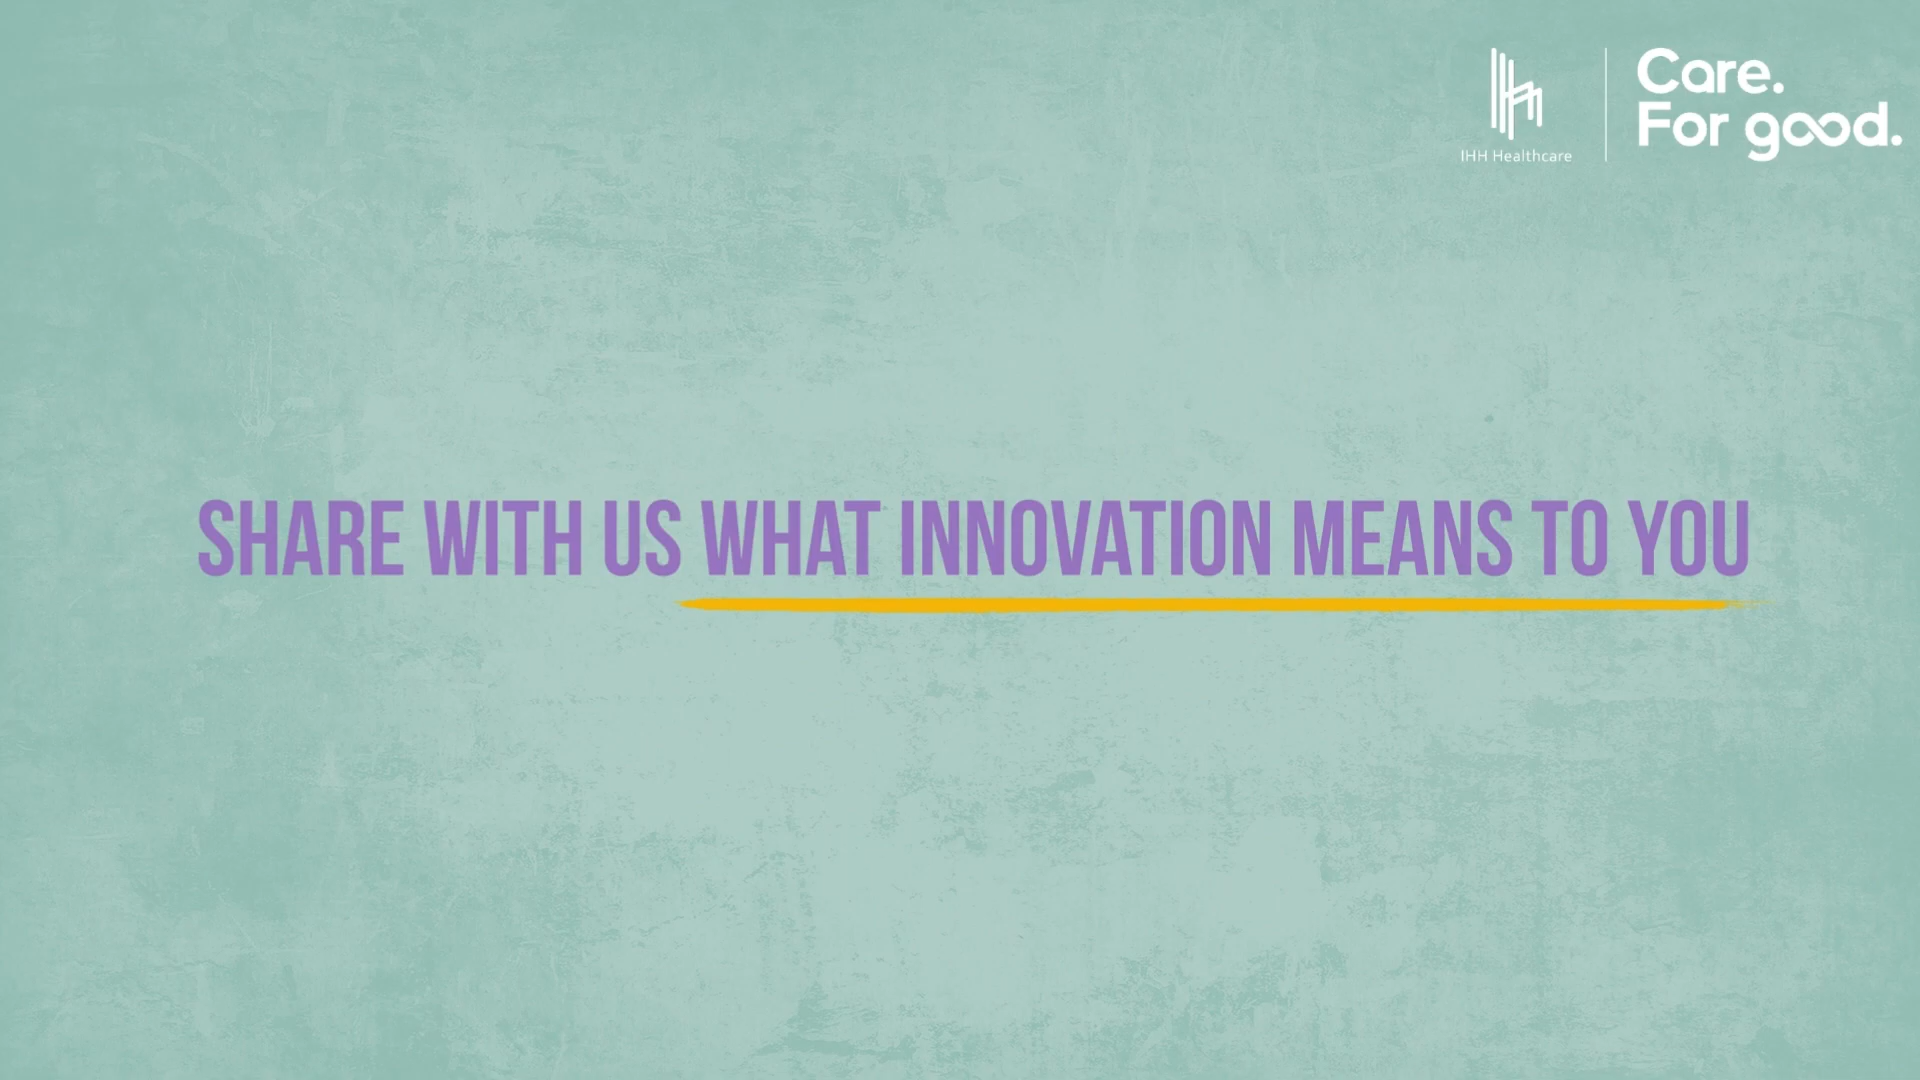 IHH Healthcare
Care.
For good.
SHARE WITH US WHAT INNOVATION MEANS TO YOU